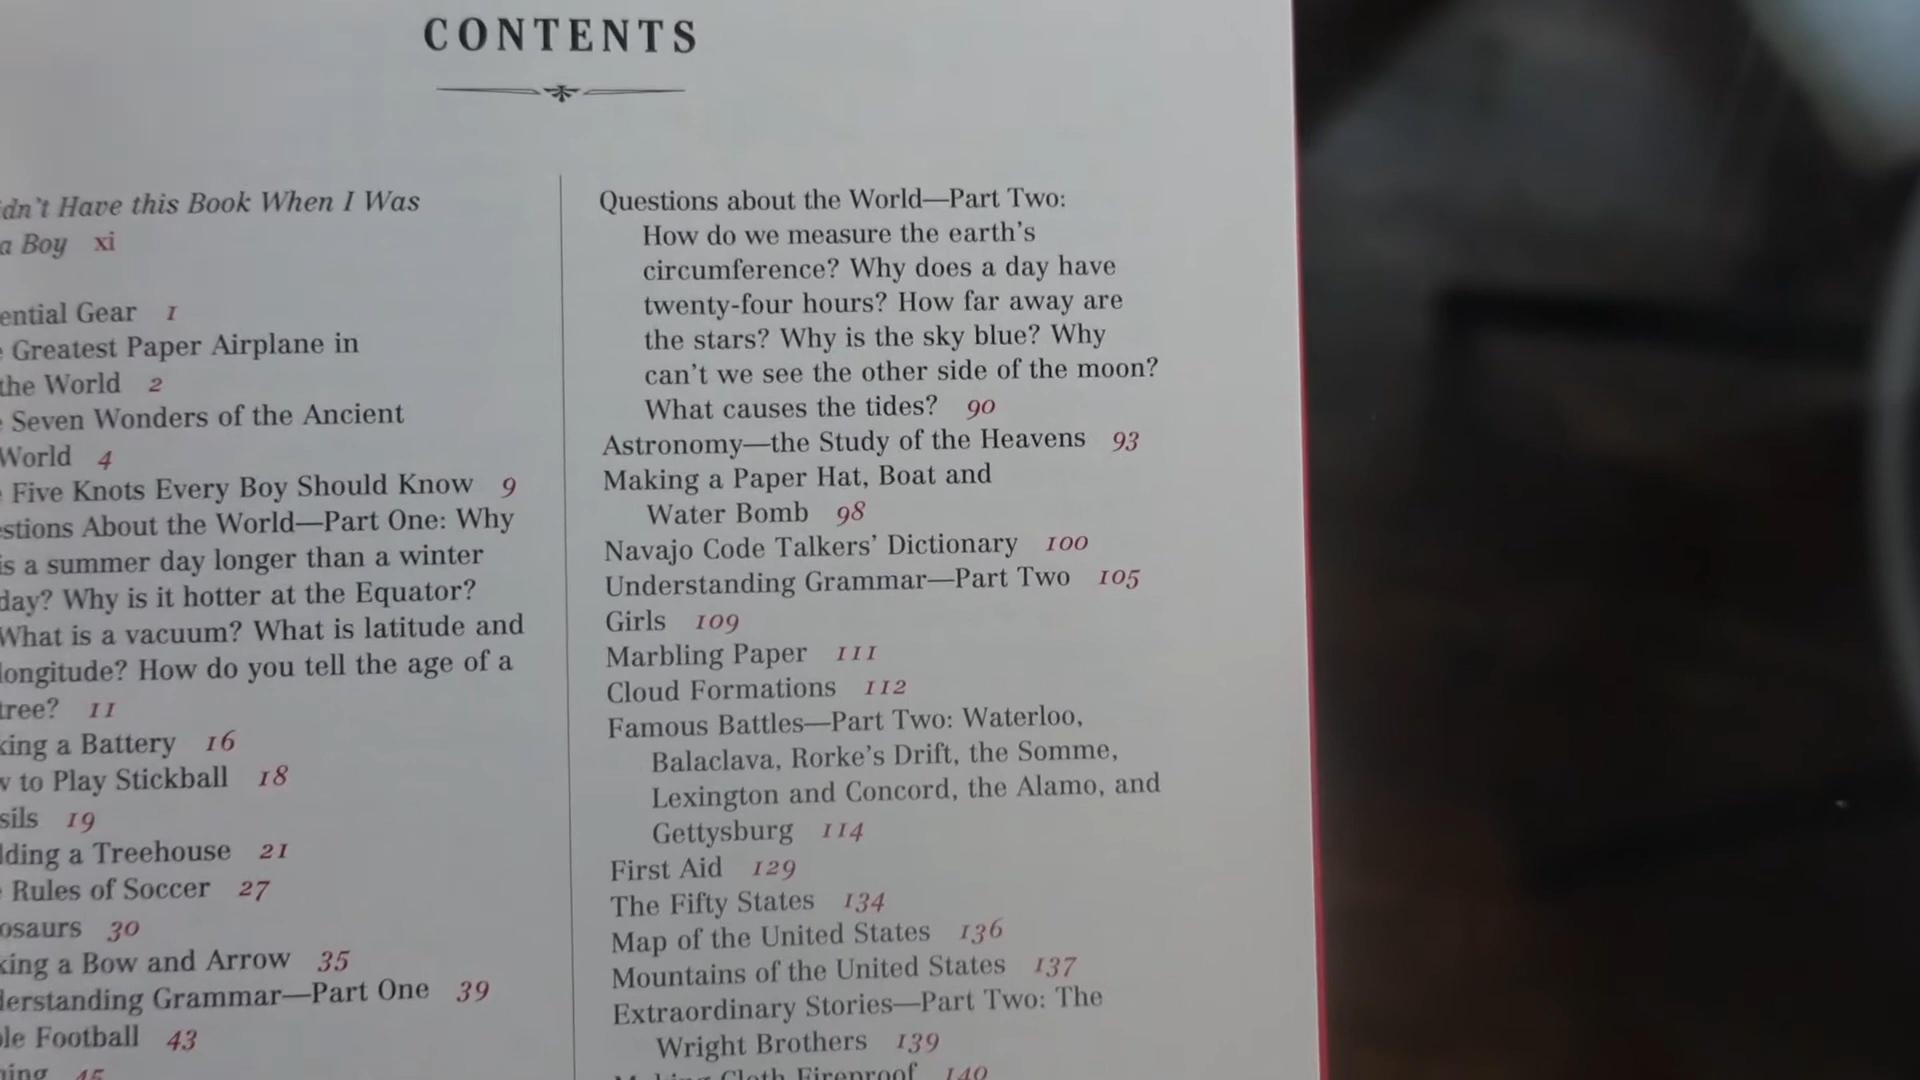 CONTENTS
Have this Book When I Was
a Boy xi
Gear 1
Greatest Paper Airplane in
the World 2
Seven Wonders of the Ancient
World 4
Five Knots Every Boy Should Know 9
About the World—Part One: Why
is a summer day longer than a winter
day? Why is it hotter at the Equator?
What is a vacuum? What is latitude and
longitude? How do you tell the age of a
tree? 11
a Battery 16
to Play Stickball 18
19
a Treehouse 21
Rules of Soccer 27
30
a Bow and Arrow 35
Grammar—Part One 39
Football 43
45
Questions about the World—Part Two:
How do we measure the earth's
circumference? Why does a day have
twenty-four hours? How far away are
the stars? Why is the sky blue? Why
can't we see the other side of the moon?
What causes the tides? 90
Astronomy—the Study of the Heavens 93
Making a Paper Hat, Boat and
Water Bomb 98
Navajo Code Talkers' Dictionary 100
Understanding Grammar—Part Two 105
Girls 109
Marbling Paper 111
Cloud Formations 112
Famous Battles—Part Two: Waterloo,
Balaclava, Rorke's Drift, the Somme,
Lexington and Concord, the Alamo, and
Gettysburg 114
First Aid 129
The Fifty States 134
Map of the United States 136
Mountains of the United States 137
Extraordinary Stories—Part Two: The
Wright Brothers 139
Making Cloth Fireproof 140